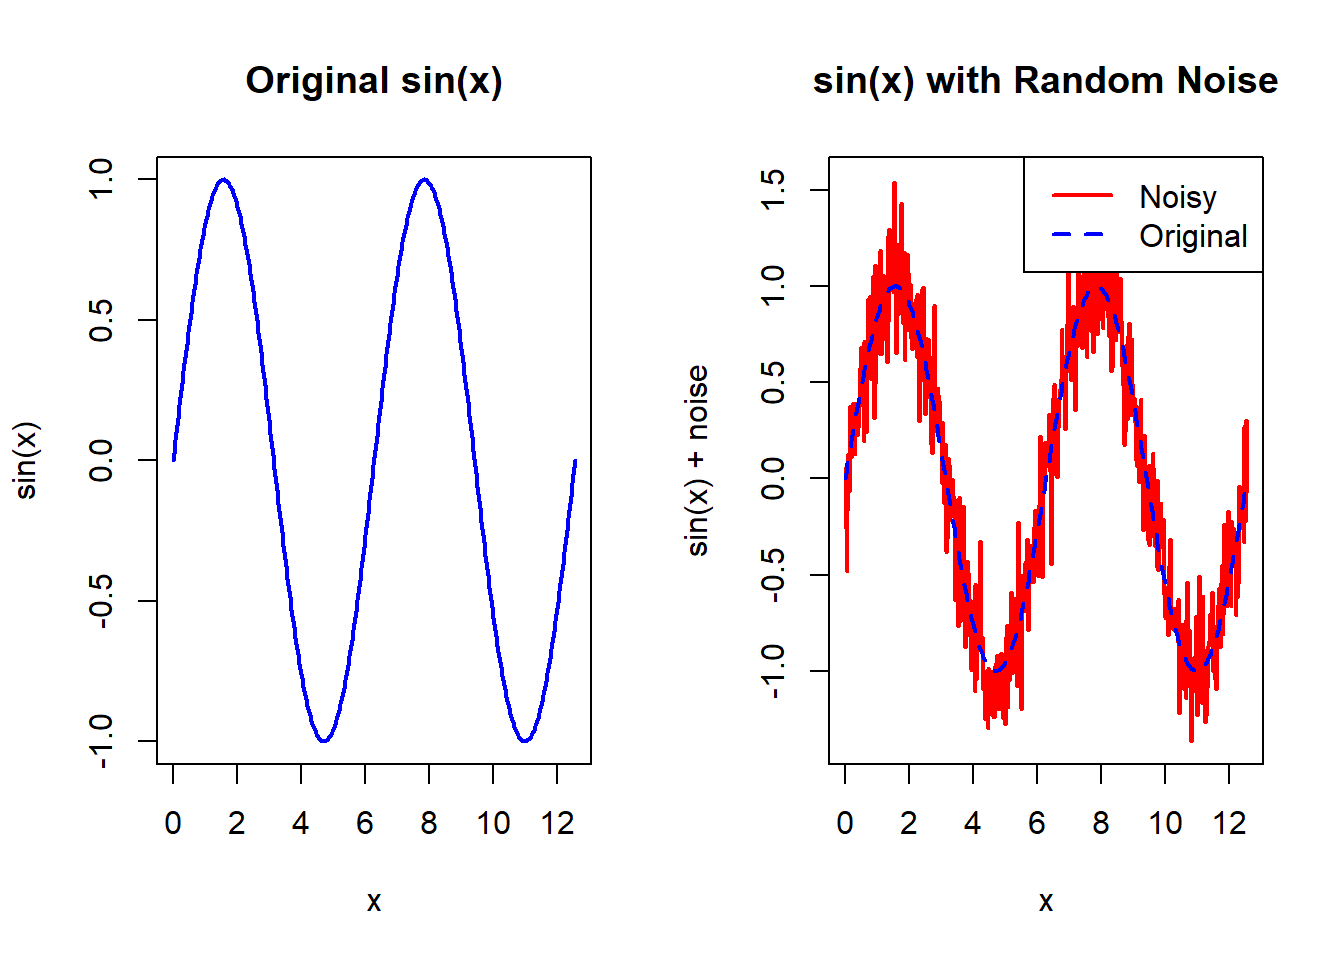 Original sin(x)
sin(x)
1.0
0.5
0.0
-0.5
-1.0
0 2 4 6 8 10 12
x
sin(x) with Random Noise
sin(x) + noise
1.5
1.0
0.5
0.0
-0.5
-1.0
Noisy
Original
0 2 4 6 8 10 12
x